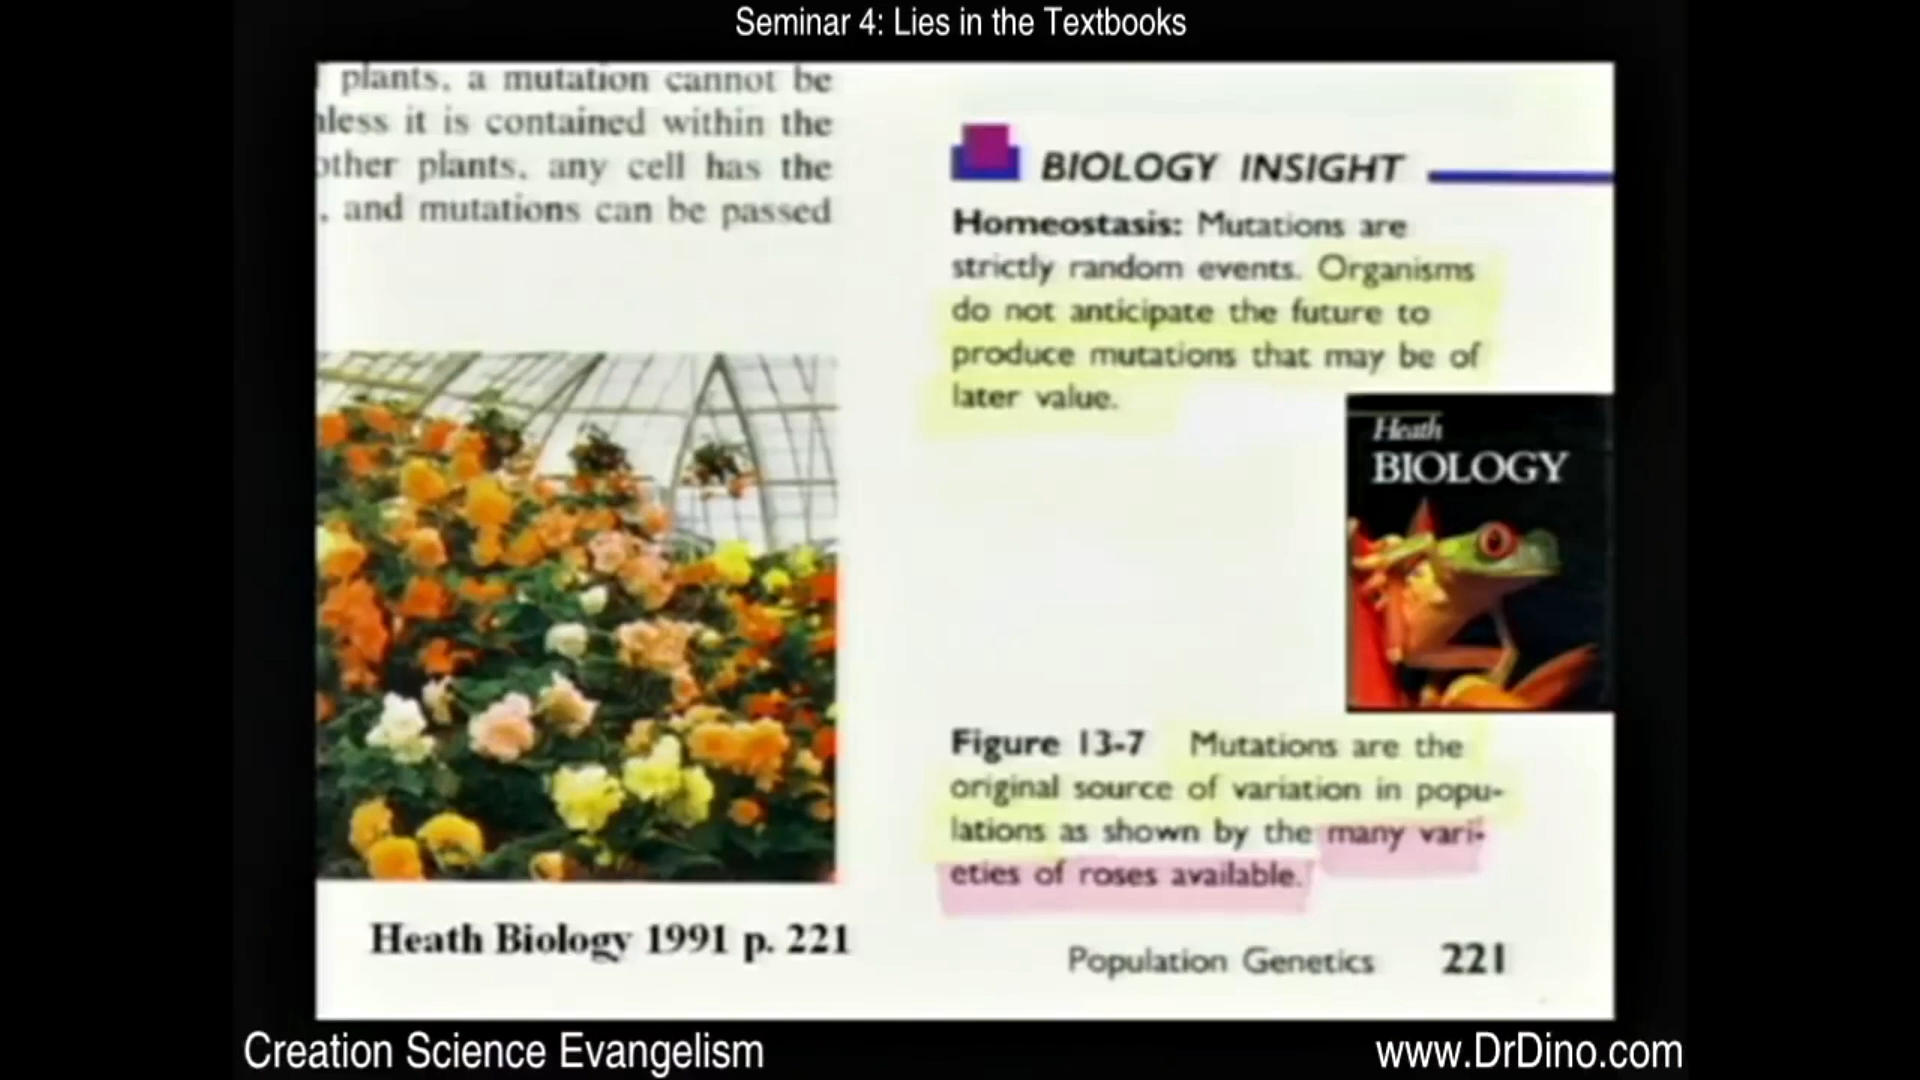 Seminar 4: Lies in the Textbooks
plants, a mutation cannot be
it is contained within the
plants, any cell has the
, and mutations can be passed
BIOLOGY INSIGHT
Homeostasis: Mutations are
strictly random events. Organisms
do not anticipate the future to
produce mutations that may be of
later value.
Heath
BIOLOGY
Figure 13-7 Mutations are the
original source of variation in popu-
lations as shown by the many vari-
eties of roses available.
Heath Biology 1991 p. 221
Population Genetics 221
Creation Science Evangelism
www.DrDino.com